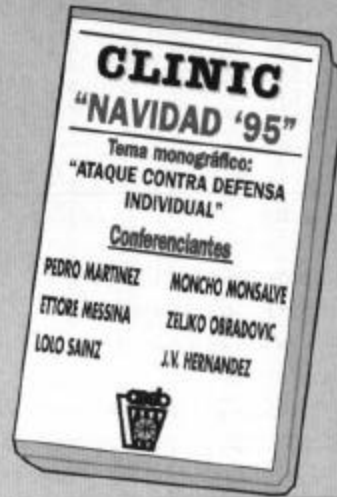 CLINIC
“NAVIDAD ‘95”
Tema monográfico:
“ATAQUE CONTRA DEFENSA
INDIVIDUAL”
Conferenciantes
PEDRO MARTINEZ MONCHO MONSALVE
ETTORE MESSINA ZELJKO OBRADOVIC
LOLO SAINZ J.V. HERNANDEZ